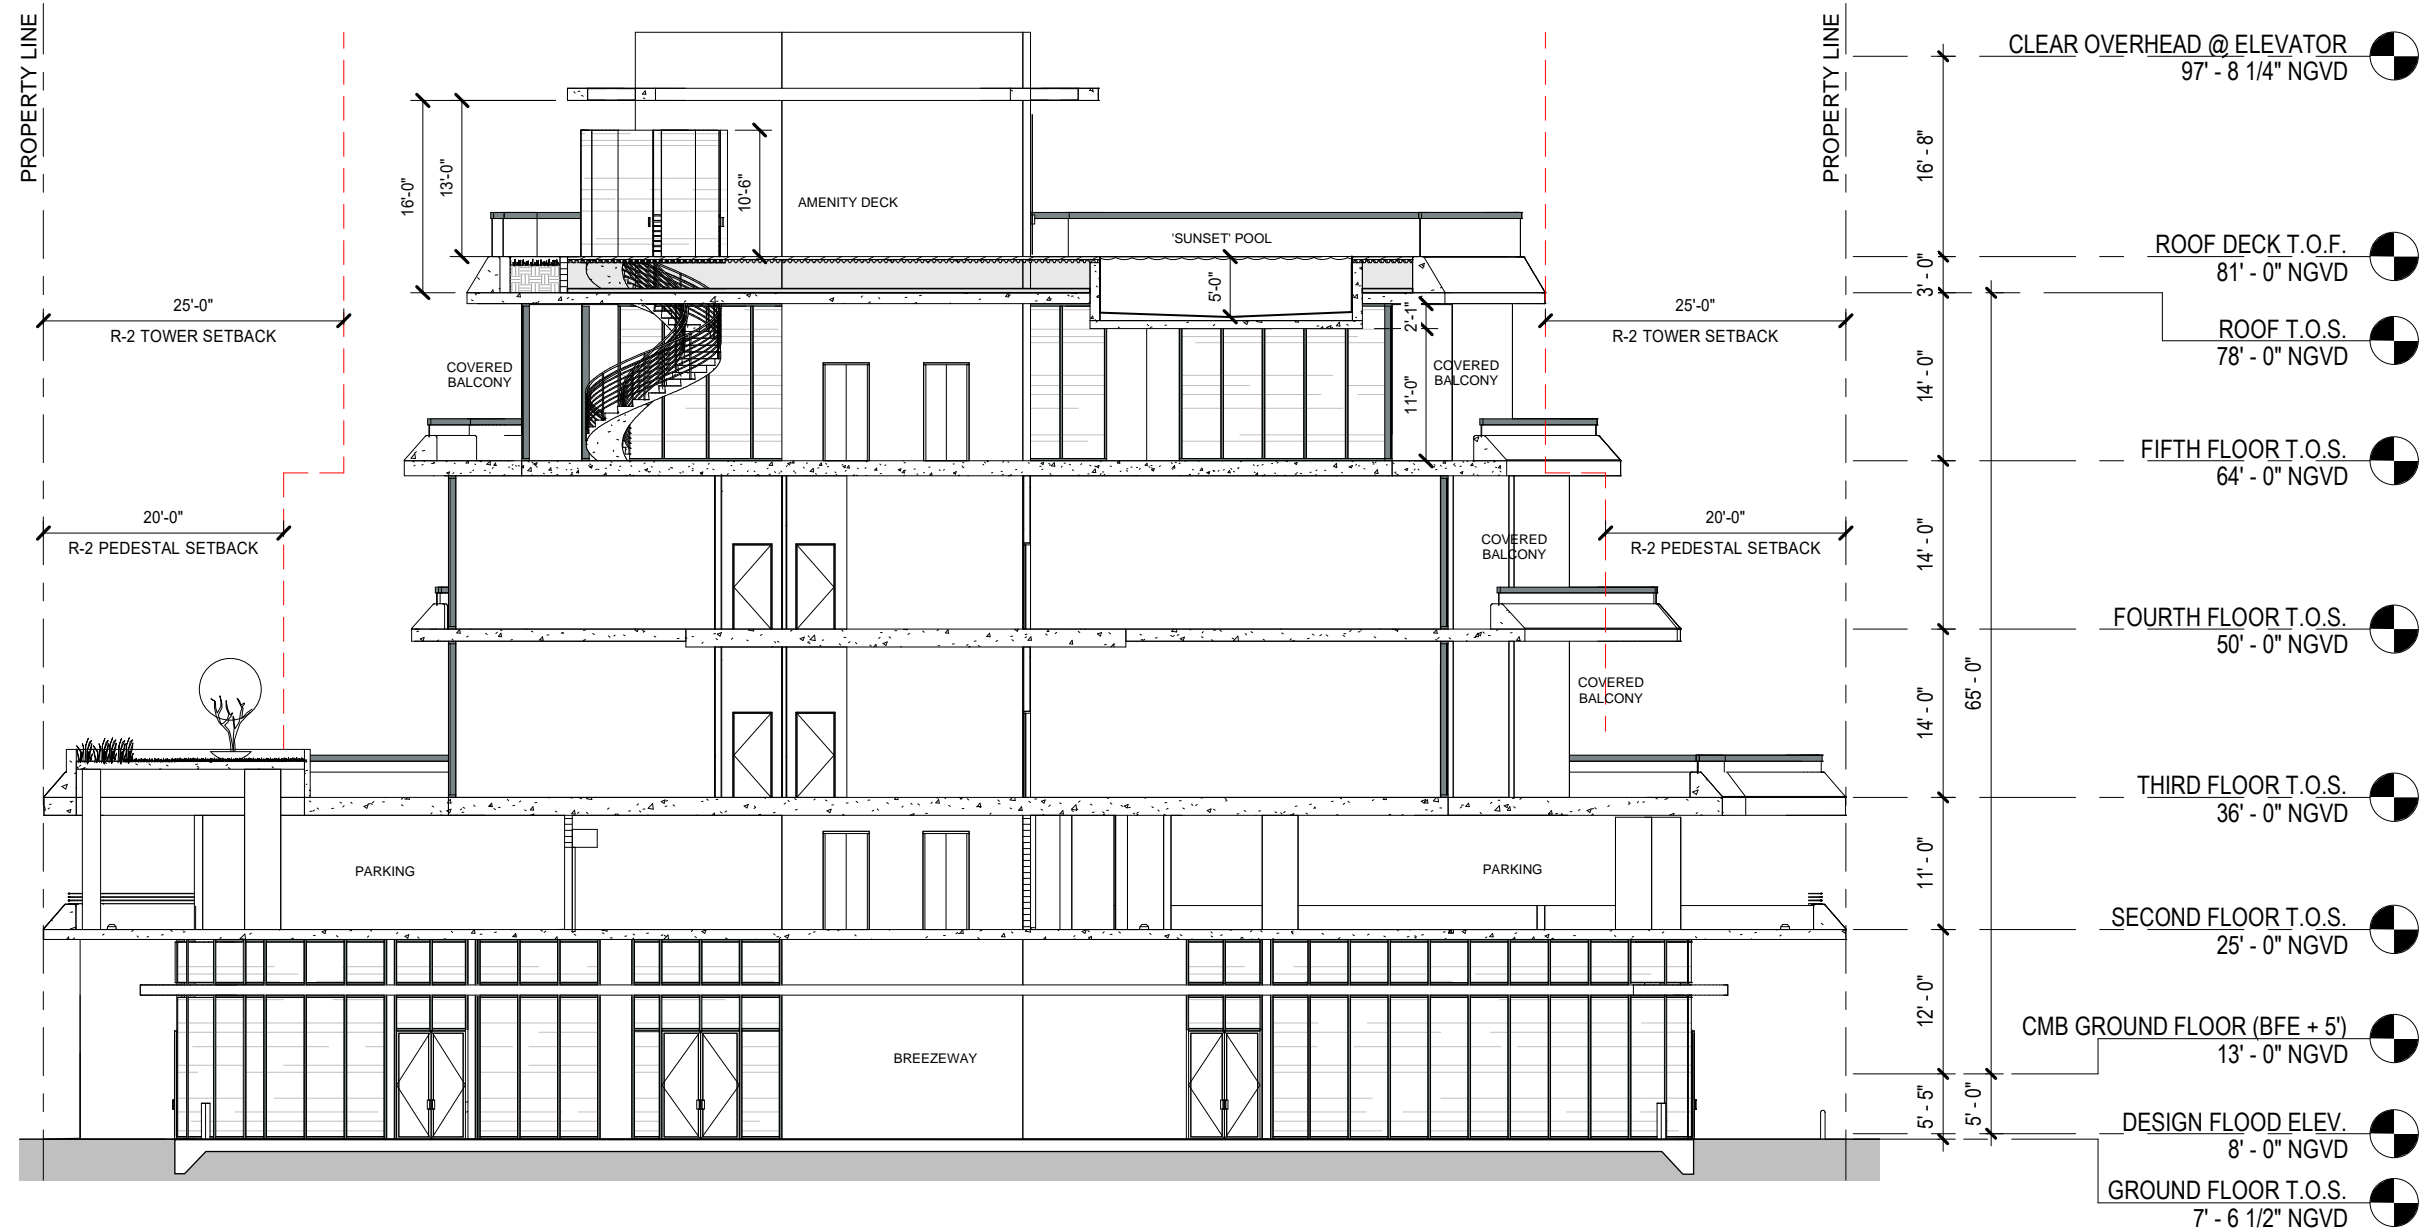 PROPERTY LINE
PROPERTY LINE
CLEAR OVERHEAD @ ELEVATOR
97' - 8 1/4" NGVD
16' - 8"
16'-0"
13'-0"
10'-6"
AMENITY DECK
'SUNSET' POOL
ROOF DECK T.O.F.
81' - 0" NGVD
3' - 0"
5'-0"
25'-0"
R-2 TOWER SETBACK
25'-0"
R-2 TOWER SETBACK
2'-1"
ROOF T.O.S.
78' - 0" NGVD
COVERED
BALCONY
COVERED
BALCONY
11'-0"
14' - 0"
FIFTH FLOOR T.O.S.
64' - 0" NGVD
20'-0"
R-2 PEDESTAL SETBACK
COVERED
BALCONY
20'-0"
R-2 PEDESTAL SETBACK
14' - 0"
FOURTH FLOOR T.O.S.
50' - 0" NGVD
COVERED
BALCONY
14' - 0"
65' - 0"
THIRD FLOOR T.O.S.
36' - 0" NGVD
PARKING
PARKING
11' - 0"
SECOND FLOOR T.O.S.
25' - 0" NGVD
12' - 0"
CMB GROUND FLOOR (BFE + 5')
13' - 0" NGVD
BREEZEWAY
5' - 5"
5' - 0"
DESIGN FLOOD ELEV.
8' - 0" NGVD
GROUND FLOOR T.O.S.
7' - 6 1/2" NGVD